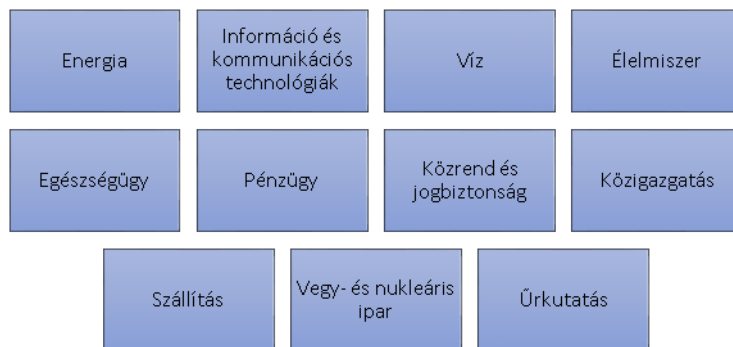 Energia
Információ és
kommunikációs
technológiák
Víz
Élelmiszer
Egészségügy
Pénzügy
Közrend és
jogbiztonság
Közigazgatás
Szállítás
Vegy- és nukleáris
ipar
Űrkutatás